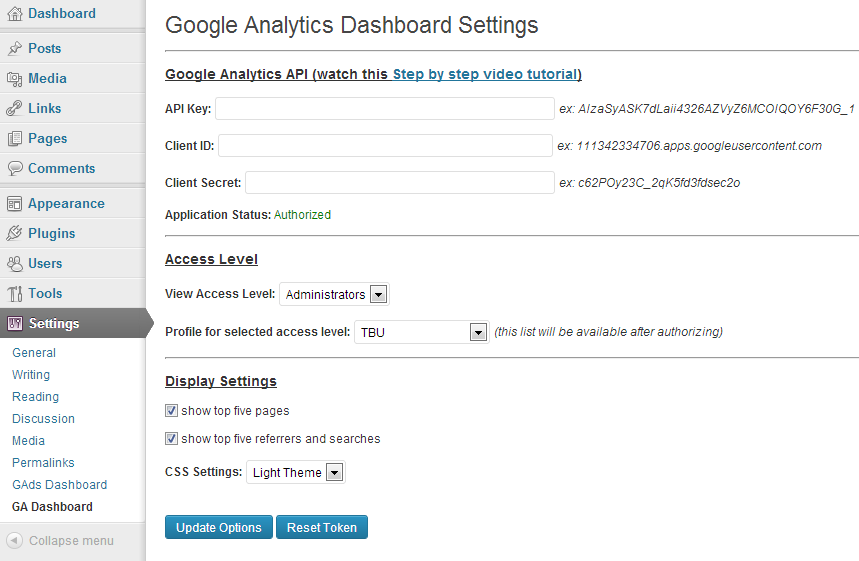 Dashboard
Posts
Media
Links
Pages
Comments
Appearance
Plugins
Users
Tools
Settings
General
Writing
Reading
Discussion
Media
Permalinks
GAds Dashboard
GA Dashboard
Collapse menu
Google Analytics Dashboard Settings
Google Analytics API (watch this Step by step video tutorial)
API Key: ex: AIzaSyASK7dLaii4326AZVyZ6MCOIQOY6F30G_1
Client ID: ex: 111342334706.apps.googleusercontent.com
Client Secret: ex: c62POy23C_2qK5fd3fdsec2o
Application Status: Authorized
Access Level
View Access Level: Administrators
Profile for selected access level: TBU (this list will be available after authorizing)
Display Settings
show top five pages
show top five referrers and searches
CSS Settings: Light Theme
Update Options Reset Token